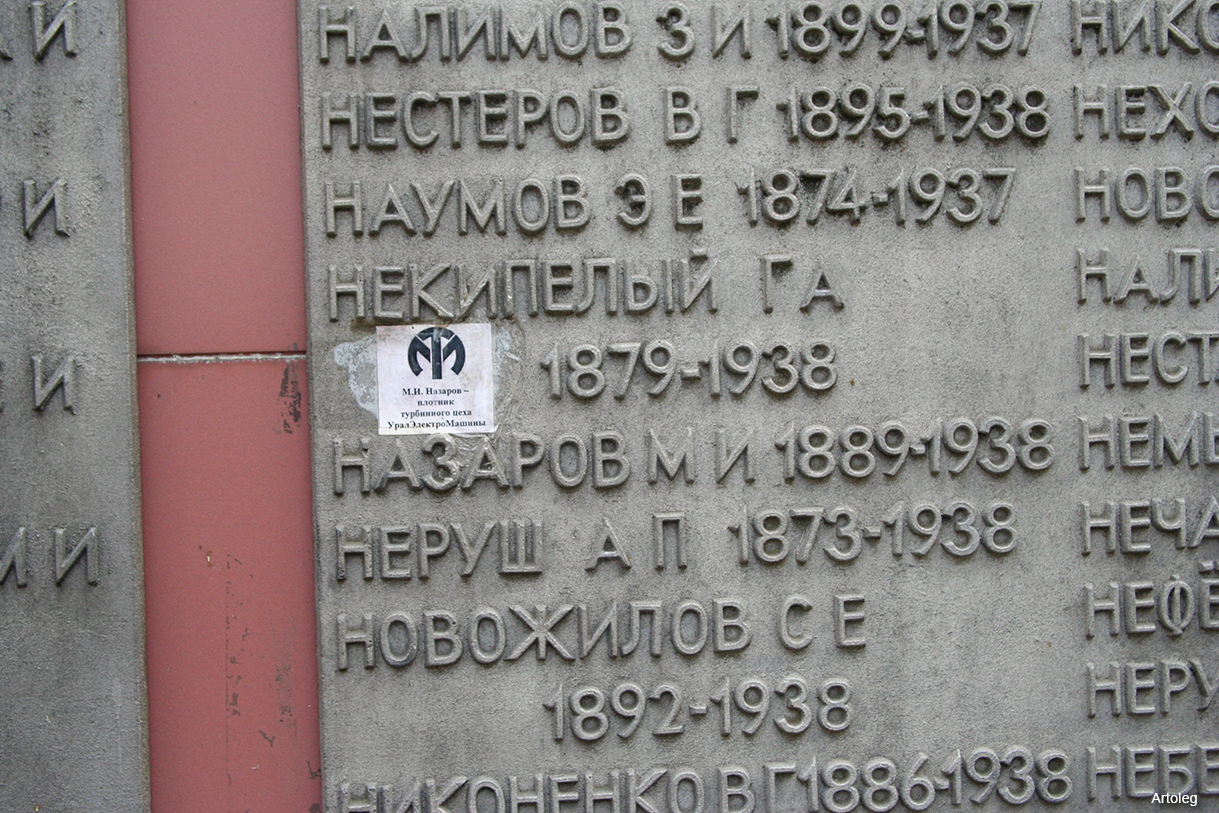 НАЛИМОВ З И 1899-1937
НЕСТЕРОВ В Г 1895-1938
НАУМОВ Э Е 1874-1937
НЕКИПЕЛЫЙ Г А
1879-1938
М.И. Назаров –
плотник
турбинного цеха
УралЭлектроМашины
НАЗАРОВ М И 1889-1938
НЕРУШ А П 1873-1938
НОВОЖИЛОВ С Е
1892-1938
НИКОНЕНКО В Г 1886-1938
Artoleg